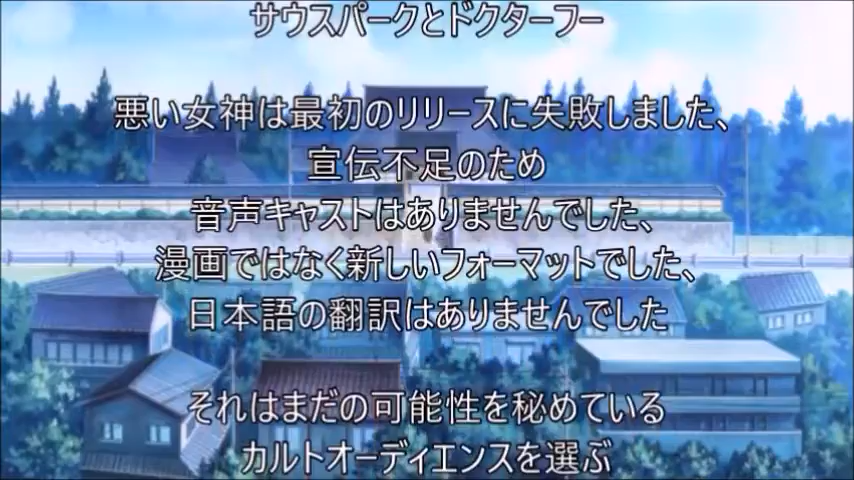 サウスパークとドクターフー
悪い女神は最初のリリースに失敗しました、
宣伝不足のため
音声キャストはありませんでした、
漫画ではなく新しいフォーマットでした、
日本語の翻訳はありませんでした
それはまだの可能性を秘めている
カルトオーディエンスを選ぶ